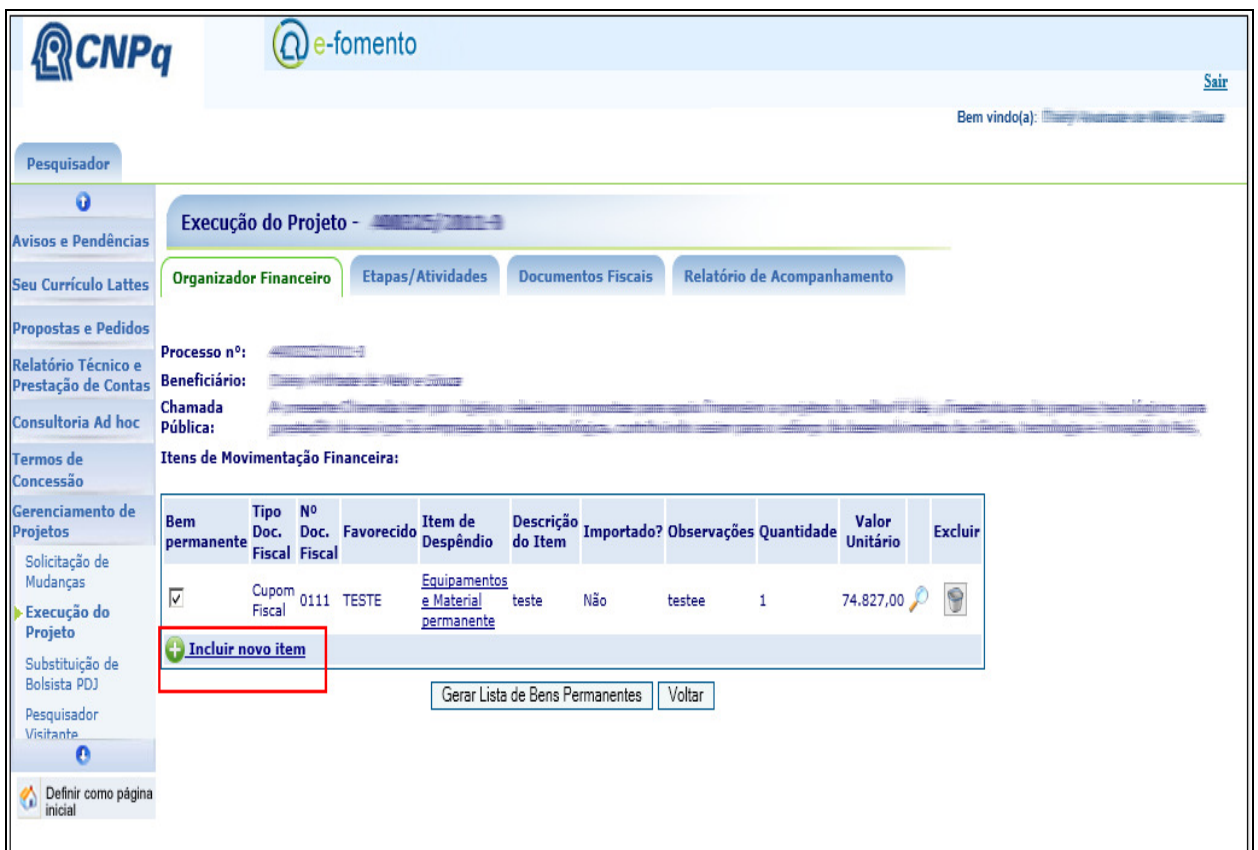 CNPq
e-fomento
Sair
Bem vindo(a):
Pesquisador
Avisos e Pendências
Seu Currículo Lattes
Propostas e Pedidos
Relatório Técnico e
Prestação de Contas
Consultoria Ad hoc
Termos de
Concessão
Gerenciamento de
Projetos
Solicitação de
Mudanças
Execução do
Projeto
Substituição de
Bolsista PDJ
Pesquisador
Visitante
Definir como página
inicial
Execução do Projeto -
Organizador Financeiro Etapas/Atividades Documentos Fiscais Relatório de Acompanhamento
Processo nº:
Beneficiário:
Chamada
Pública:
Itens de Movimentação Financeira:
Bem
permanente
Tipo
Doc.
Fiscal
Nº
Doc.
Fiscal
Favorecido
Item de
Despêndio
Descrição
do Item
Importado?
Observações
Quantidade
Valor
Unitário
Excluir
Cupom
Fiscal
0111
TESTE
Equipamentos
e Material
permanente
teste
Não
testee
1
74.827,00
Incluir novo item
Gerar Lista de Bens Permanentes Voltar